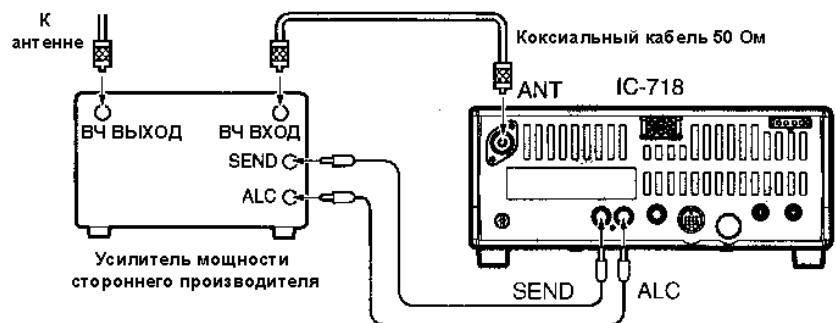 К
антенне
Коксиальный кабель 50 Ом
ANT
IC-718
ВЧ ВЫХОД
ВЧ ВХОД
SEND
ALC
Усилитель мощности
стороннего производителя
SEND
ALC